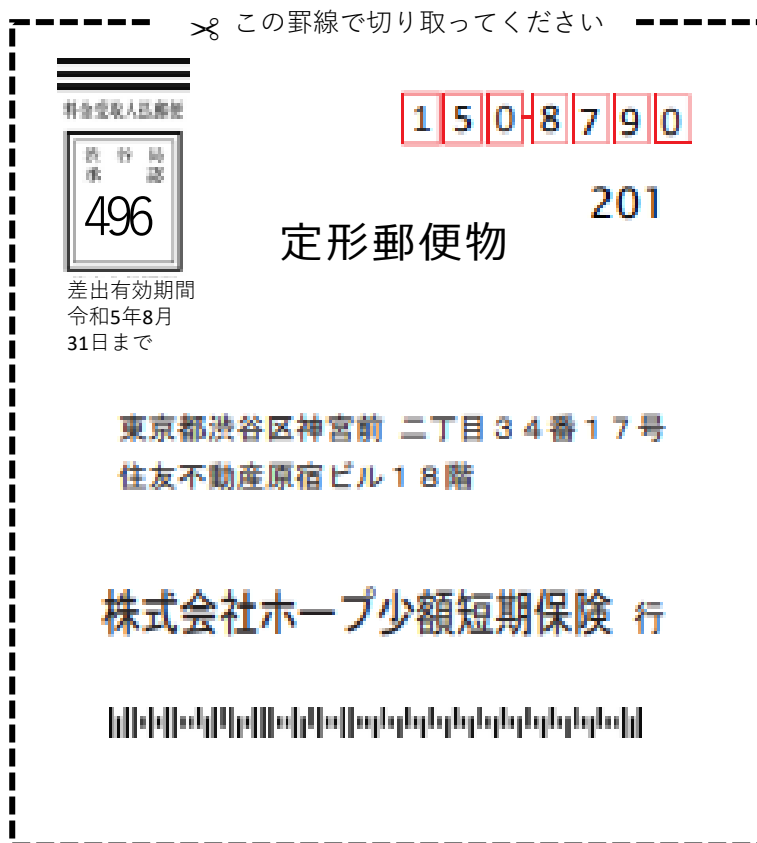 この罫線で切り取ってください
料金受取人払郵便
150-8790
渋谷局
承認
496
201
定形郵便物
差出有効期間
令和5年8月
31日まで
東京都渋谷区神宮前 二丁目34番17号
住友不動産原宿ビル18階
株式会社ホープ少額短期保険 行